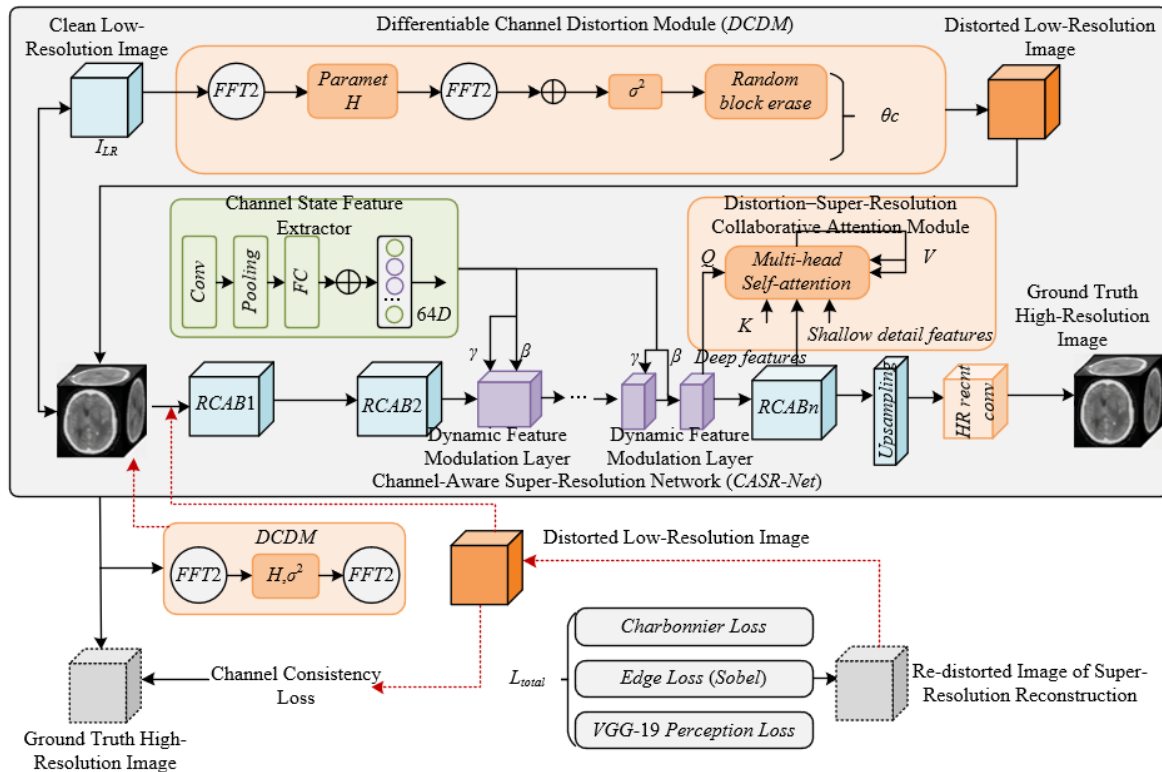 Clean Low-
Resolution Image
Differentiable Channel Distortion Module (DCDM)
Distorted Low-Resolution
Image
FFT2
Paramet
H
FFT2
σ²
Random
block erase
θc
I_LR
Channel State Feature
Extractor
Conv
Pooling
FC
...
64D
Distortion–Super-Resolution
Collaborative Attention Module
Q
Multi-head
Self-attention
V
K
Shallow detail features
Deep features
Ground Truth
High-Resolution
Image
γ
β
γ
β
RCAB1
RCAB2
...
RCABn
Upsampling
HR recnt
conv
Dynamic Feature
Modulation Layer
Dynamic Feature
Modulation Layer
Channel-Aware Super-Resolution Network (CASR-Net)
DCDM
FFT2
H,σ²
FFT2
Distorted Low-Resolution Image
Channel Consistency
Loss
L_total
Charbonnier Loss
Edge Loss (Sobel)
VGG-19 Perception Loss
Re-distorted Image of Super-
Resolution Reconstruction
Ground Truth High-
Resolution Image